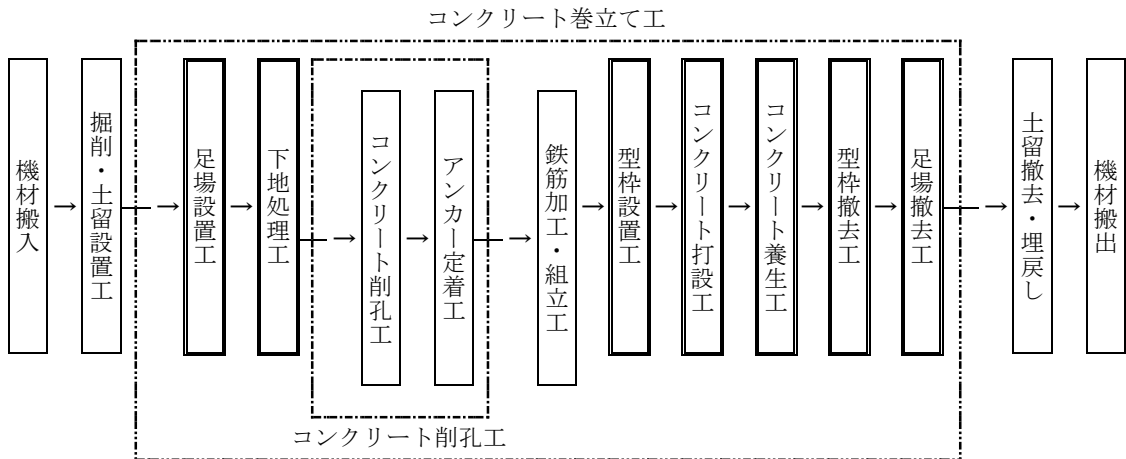 コンクリート巻立て工
機材搬入
→
掘削・土留設置工
→
足場設置工
→
下地処理工
→
コンクリート削孔工
→
アンカー定着工
→
鉄筋加工・組立工
→
型枠設置工
→
コンクリート打設工
→
コンクリート養生工
→
型枠撤去工
→
足場撤去工
→
土留撤去・埋戻し
→
機材搬出
コンクリート削孔工